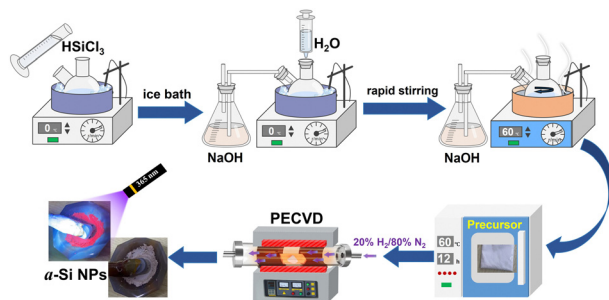 HSiCl3
ice bath
0 ℃
NaOH
H2O
0 ℃
rapid stirring
NaOH
60 ℃
365 nm
a-Si NPs
PECVD
20% H2/80% N2
Precursor
60 ℃
12 h